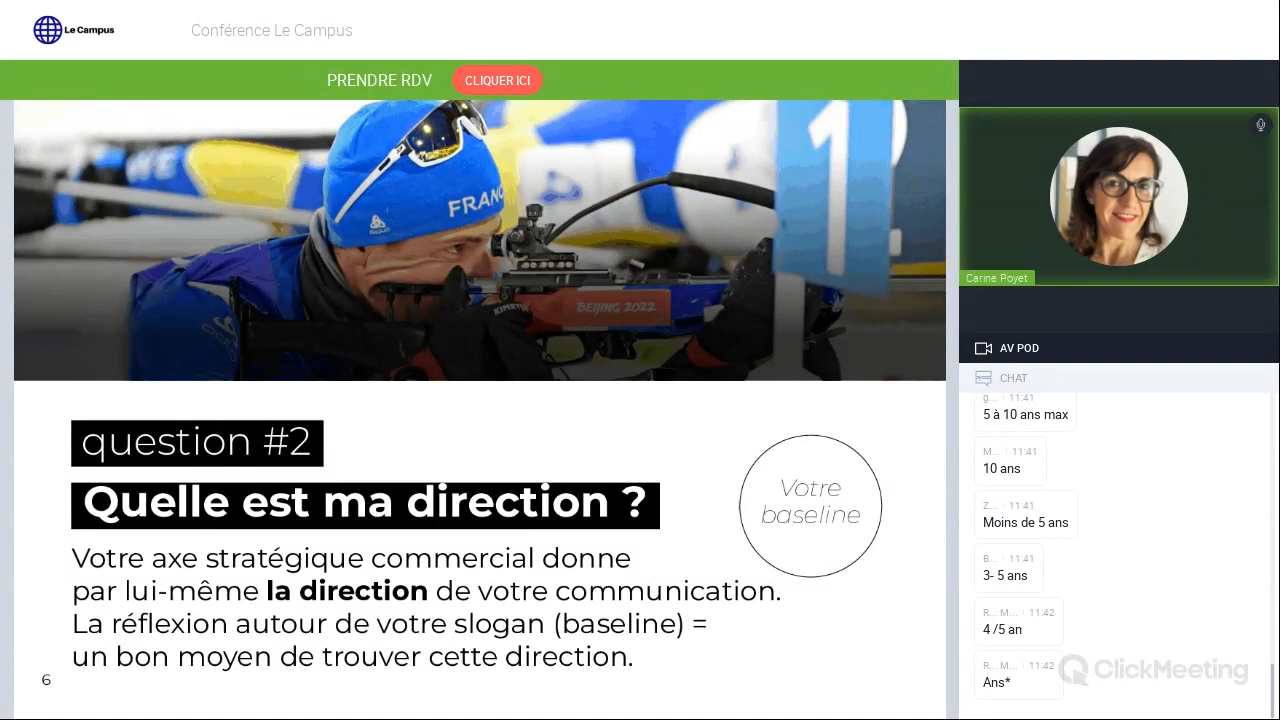 Le Campus
Conférence Le Campus
PRENDRE RDV
CLIQUER ICI
FRANC
ODLO
KINETIK
BEIJING 2022
1
question #2
Quelle est ma direction ?
Votre
baseline
Votre axe stratégique commercial donne
par lui-même la direction de votre communication.
La réflexion autour de votre slogan (baseline) =
un bon moyen de trouver cette direction.
6
Carine Poyet
AV POD
CHAT
g... 11:41
5 à 10 ans max
M... 11:41
10 ans
Z... 11:41
Moins de 5 ans
B... 11:41
3- 5 ans
R... M... 11:42
4 /5 an
R... M... 11:42
Ans*
ClickMeeting